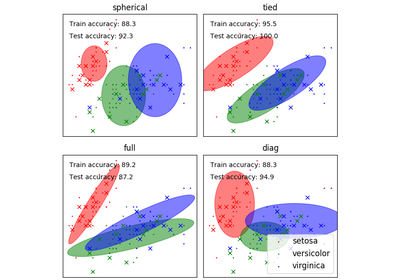 spherical
Train accuracy: 88.3
Test accuracy: 92.3
tied
Train accuracy: 95.5
Test accuracy: 100.0
full
Train accuracy: 89.2
Test accuracy: 87.2
diag
Train accuracy: 88.3
Test accuracy: 94.9
setosa
versicolor
virginica